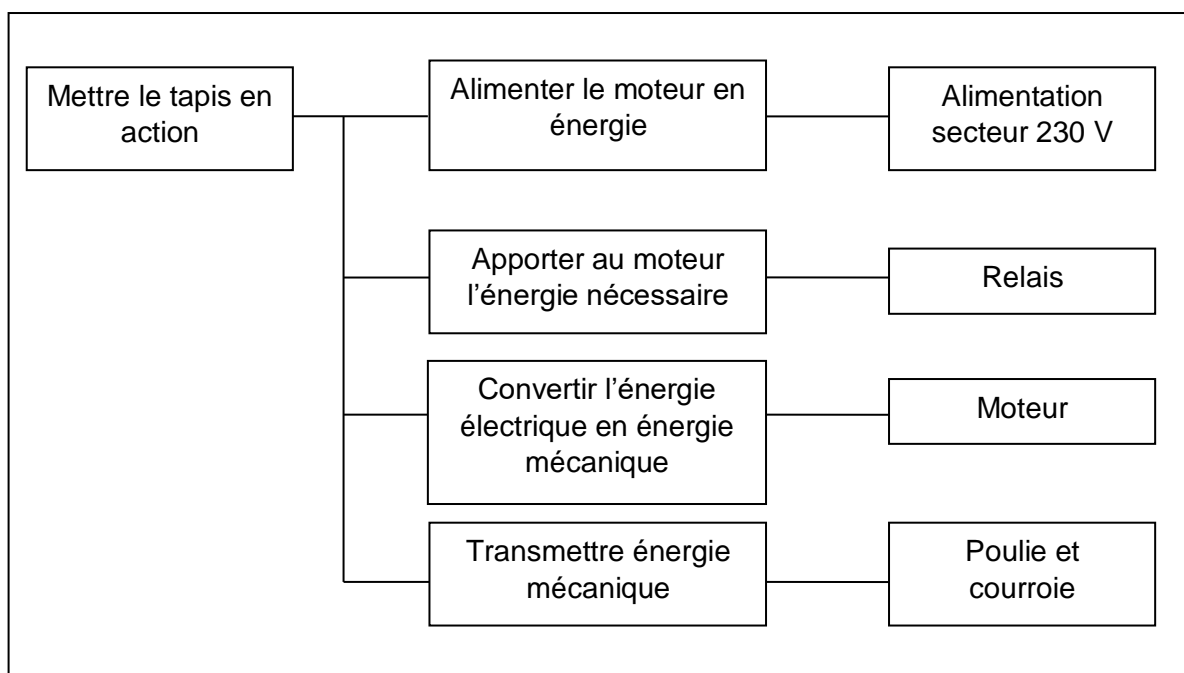 Mettre le tapis en
action
Alimenter le moteur en
énergie
Alimentation
secteur 230 V
Apporter au moteur
l’énergie nécessaire
Relais
Convertir l’énergie
électrique en énergie
mécanique
Moteur
Transmettre énergie
mécanique
Poulie et
courroie